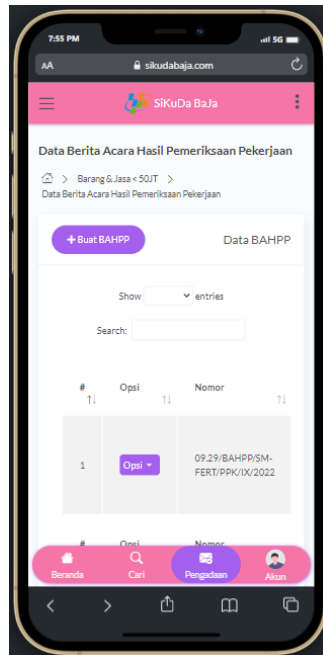 7:55 PM
5G
AA
sikudabaja.com
SiKuDa BaJa
Data Berita Acara Hasil Pemeriksaan Pekerjaan
> Barang & Jasa < 50JT >
Data Berita Acara Hasil Pemeriksaan Pekerjaan
+ Buat BAHPP
Data BAHPP
Show entries
Search:
# ↑↓ Opsi ↑↓ Nomor ↑↓
1 Opsi 09.29/BAHPP/SM-
FERT/PPK/IX/2022
# Opsi Nomor
Beranda Cari Pengadaan Akun